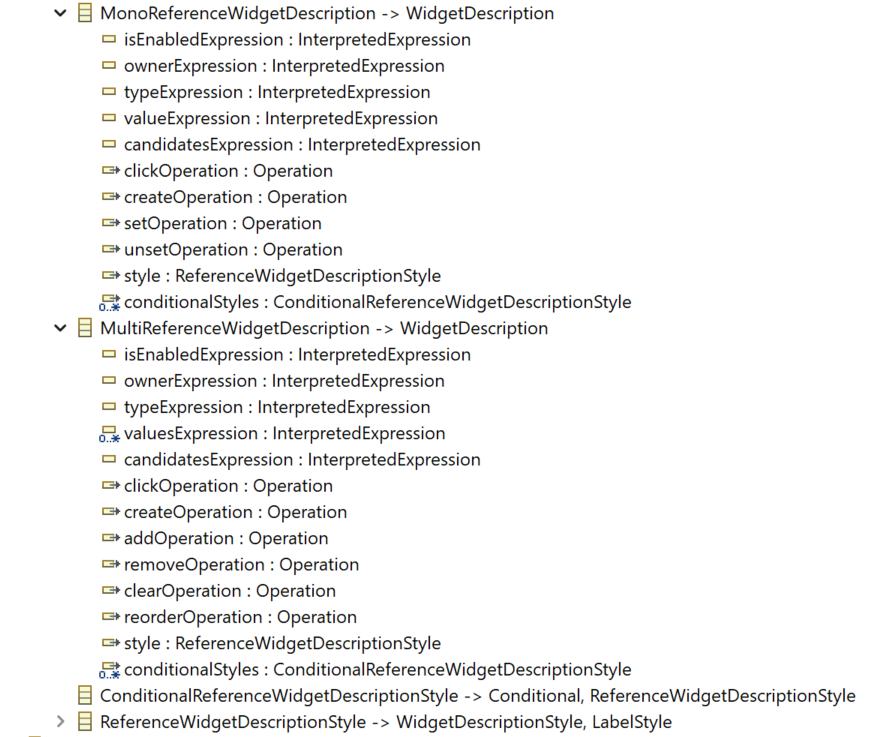 MonoReferenceWidgetDescription -> WidgetDescription
isEnabledExpression : InterpretedExpression
ownerExpression : InterpretedExpression
typeExpression : InterpretedExpression
valueExpression : InterpretedExpression
candidatesExpression : InterpretedExpression
clickOperation : Operation
createOperation : Operation
setOperation : Operation
unsetOperation : Operation
style : ReferenceWidgetDescriptionStyle
0..* conditionalStyles : ConditionalReferenceWidgetDescriptionStyle
MultiReferenceWidgetDescription -> WidgetDescription
isEnabledExpression : InterpretedExpression
ownerExpression : InterpretedExpression
typeExpression : InterpretedExpression
0..* valuesExpression : InterpretedExpression
candidatesExpression : InterpretedExpression
clickOperation : Operation
createOperation : Operation
addOperation : Operation
removeOperation : Operation
clearOperation : Operation
reorderOperation : Operation
style : ReferenceWidgetDescriptionStyle
0..* conditionalStyles : ConditionalReferenceWidgetDescriptionStyle
ConditionalReferenceWidgetDescriptionStyle -> Conditional, ReferenceWidgetDescriptionStyle
ReferenceWidgetDescriptionStyle -> WidgetDescriptionStyle, LabelStyle